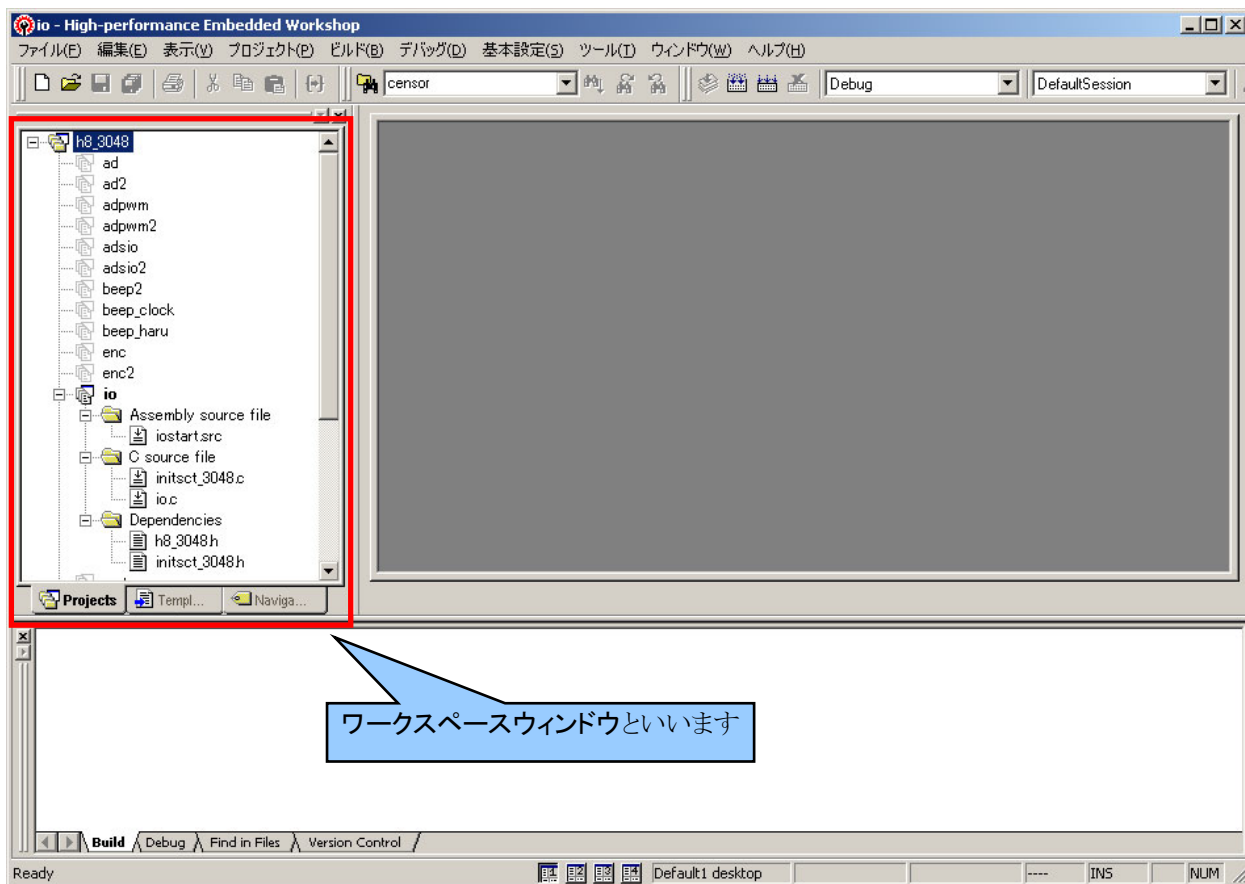 io - High-performance Embedded Workshop
ファイル(F) 編集(E) 表示(V) プロジェクト(P) ビルド(B) デバッグ(D) 基本設定(S) ツール(T) ウィンドウ(W) ヘルプ(H)
censor Debug DefaultSession
h8_3048
ad
ad2
adpwm
adpwm2
adsio
adsio2
beep2
beep_clock
beep_haru
enc
enc2
io
Assembly source file
iostart.src
C source file
initsct_3048.c
io.c
Dependencies
h8_3048.h
initsct_3048.h
Projects Templ... Naviga...
ワークスペースウィンドウといいます
Build Debug Find in Files Version Control
Ready 1 2 3 4 Default1 desktop ---- INS NUM